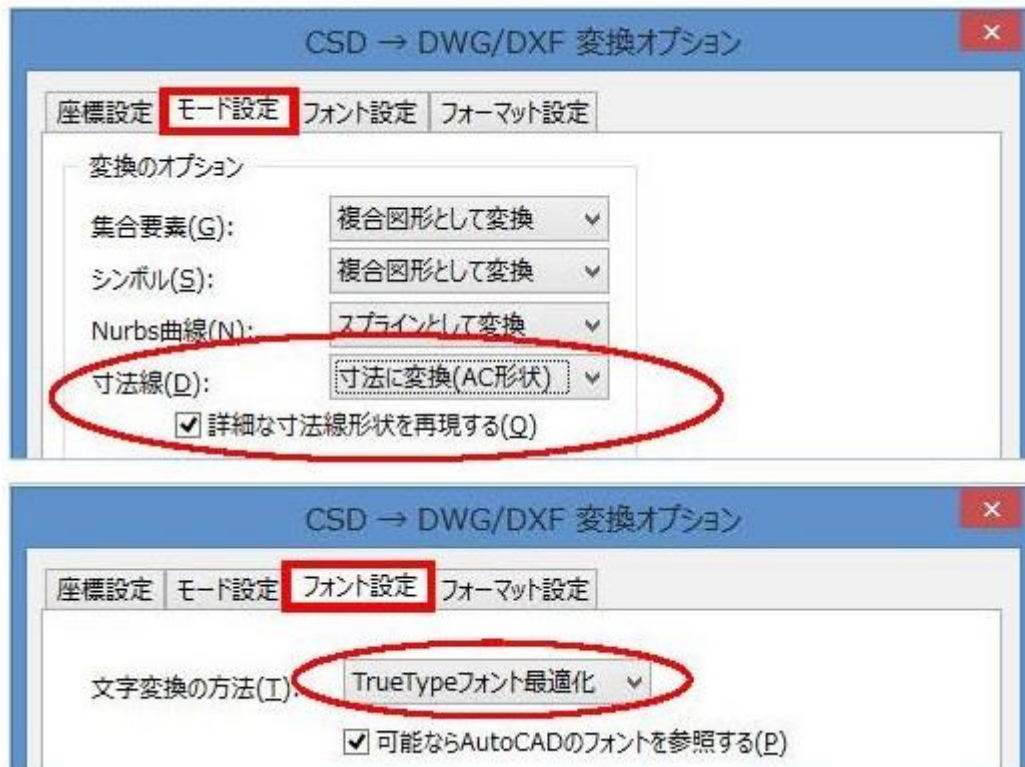 CSD → DWG/DXF 変換オプション
座標設定 モード設定 フォント設定 フォーマット設定
変換のオプション
集合要素(G): 複合図形として変換
シンボル(S): 複合図形として変換
Nurbs曲線(N): スプラインとして変換
寸法線(D): 寸法に変換(AC形状)
詳細な寸法線形状を再現する(Q)
CSD → DWG/DXF 変換オプション
座標設定 モード設定 フォント設定 フォーマット設定
文字変換の方法(T): TrueTypeフォント最適化
可能ならAutoCADのフォントを参照する(P)